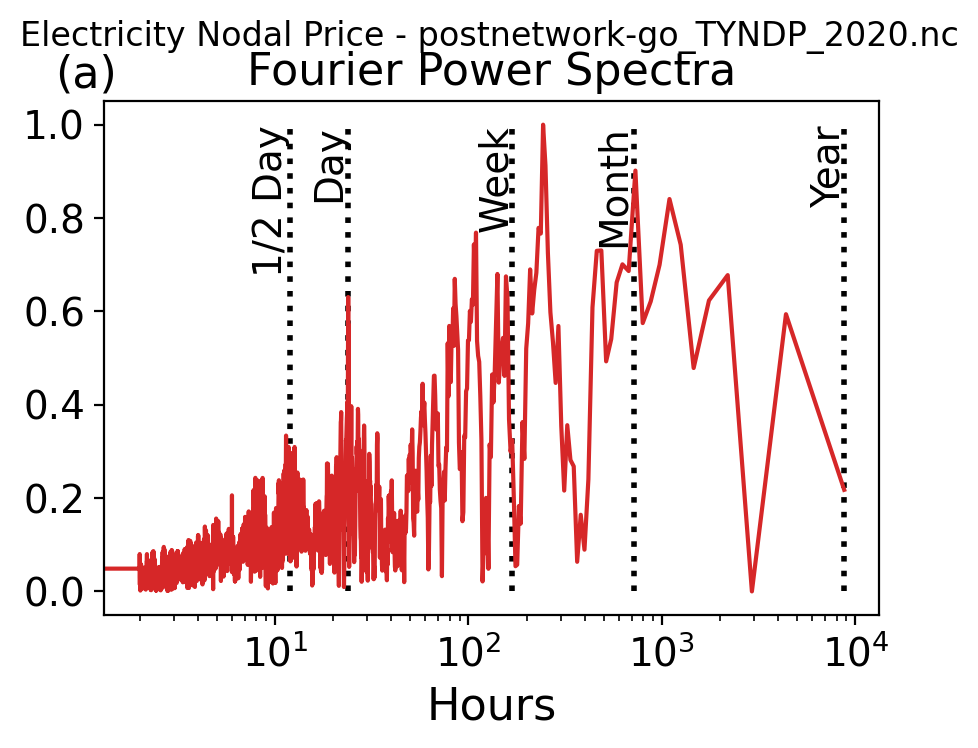 Electricity Nodal Price - postnetwork-go_TYNDP_2020.nc
(a) Fourier Power Spectra
1.0
0.8
0.6
0.4
0.2
0.0
1/2 Day
Day
Week
Month
Year
10¹ 10² 10³ 10⁴
Hours